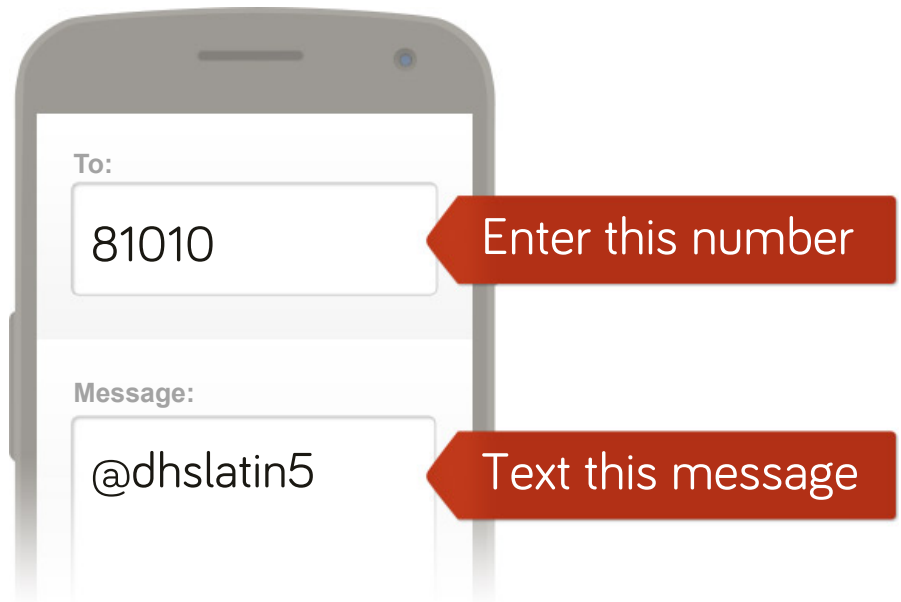 To:
81010
Enter this number
Message:
@dhslatin5
Text this message